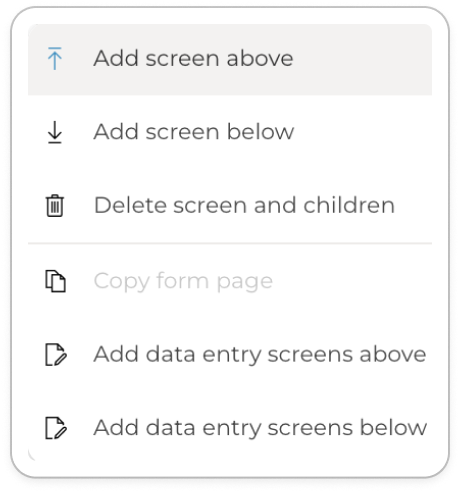 Add screen above
Add screen below
Delete screen and children
Copy form page
Add data entry screens above
Add data entry screens below